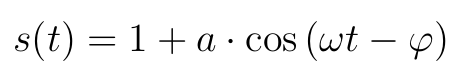 s(t) = 1 + a · cos (ωt − φ)